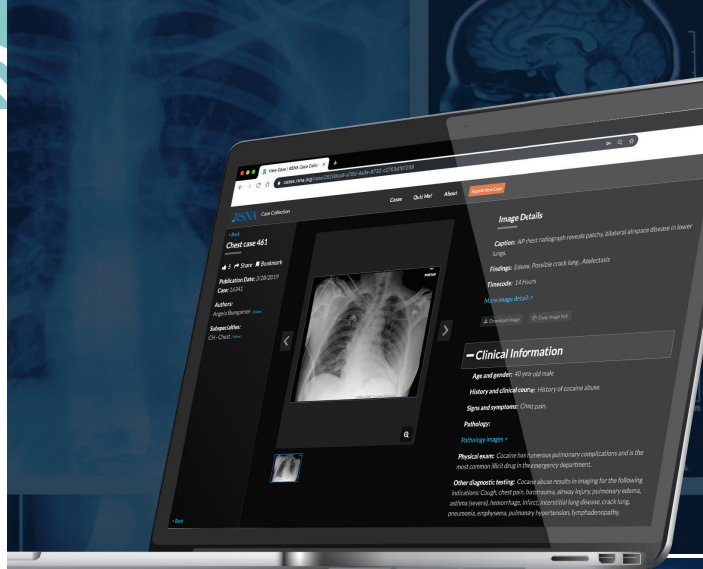 View Case | RSNA Case Collec
RSNA Case Collection
Cases Quiz Me! About Submit New Case
< Back
Chest case 461
5 Share Bookmark
Publication Date: 3/28/2019
Case: 16041
Authors:
Angela Bumgarner
Subspecialties:
CH - Chest
< Back
Image Details
Caption: AP chest radiograph reveals patchy, bilateral airspace disease in lower
lungs.
Findings: Edema, Possible crack lung, Atelectasis
Timecode: 14 Hours
More image details >
Download image Copy image link
Clinical Information
Age and gender: 40 year old male
History and clinical course: History of cocaine abuse.
Signs and symptoms: Chest pain.
Pathology:
Pathology images >
Physical exam: Cocaine has numerous pulmonary complications and is the
most common illicit drug in the emergency department.
Other diagnostic testing: Cocaine abuse results in imaging for the following
indications: Cough, chest pain, barotrauma, airway injury, pulmonary edema,
asthma (severe), hemorrhage, infarct, interstitial lung disease, crack lung,
pneumonia, emphysema, pulmonary hypertension, lymphadenopathy.